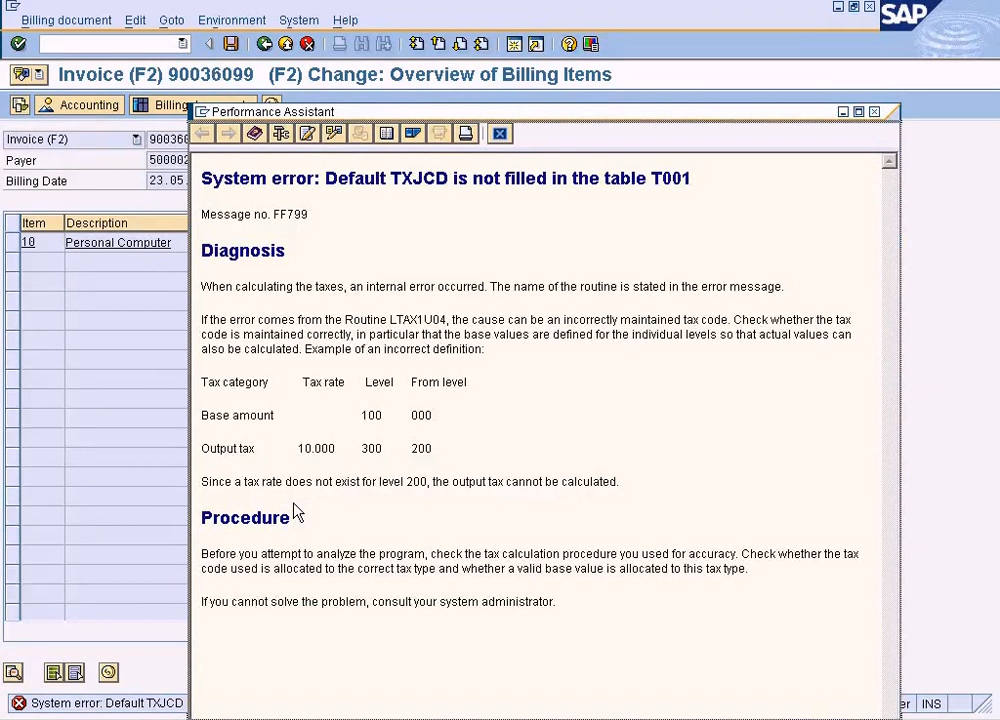 Billing document Edit Goto Environment System Help
SAP
Invoice (F2) 90036099 (F2) Change: Overview of Billing Items
Accounting Billing
Performance Assistant
Invoice (F2) 90036
Payer 500002
Billing Date 23.05.
Item Description
10 Personal Computer
System error: Default TXJCD is not filled in the table T001
Message no. FF799
Diagnosis
When calculating the taxes, an internal error occurred. The name of the routine is stated in the error message.
If the error comes from the Routine LTAX1U04, the cause can be an incorrectly maintained tax code. Check whether the tax
code is maintained correctly, in particular that the base values are defined for the individual levels so that actual values can
also be calculated. Example of an incorrect definition:
Tax category Tax rate Level From level
Base amount 100 000
Output tax 10.000 300 200
Since a tax rate does not exist for level 200, the output tax cannot be calculated.
Procedure
Before you attempt to analyze the program, check the tax calculation procedure you used for accuracy. Check whether the tax
code used is allocated to the correct tax type and whether a valid base value is allocated to this tax type.
If you cannot solve the problem, consult your system administrator.
System error: Default TXJCD
er INS